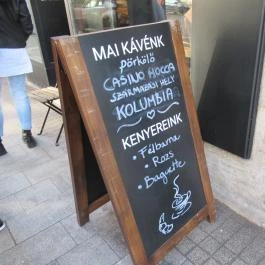 MAI KÁVÉNK
Pörkölő
CASINO MOCCA
SZÁRMAZÁSI HELY
KOLUMBIA
KENYEREINK
• Félbarna
• Rozs
• Baguette